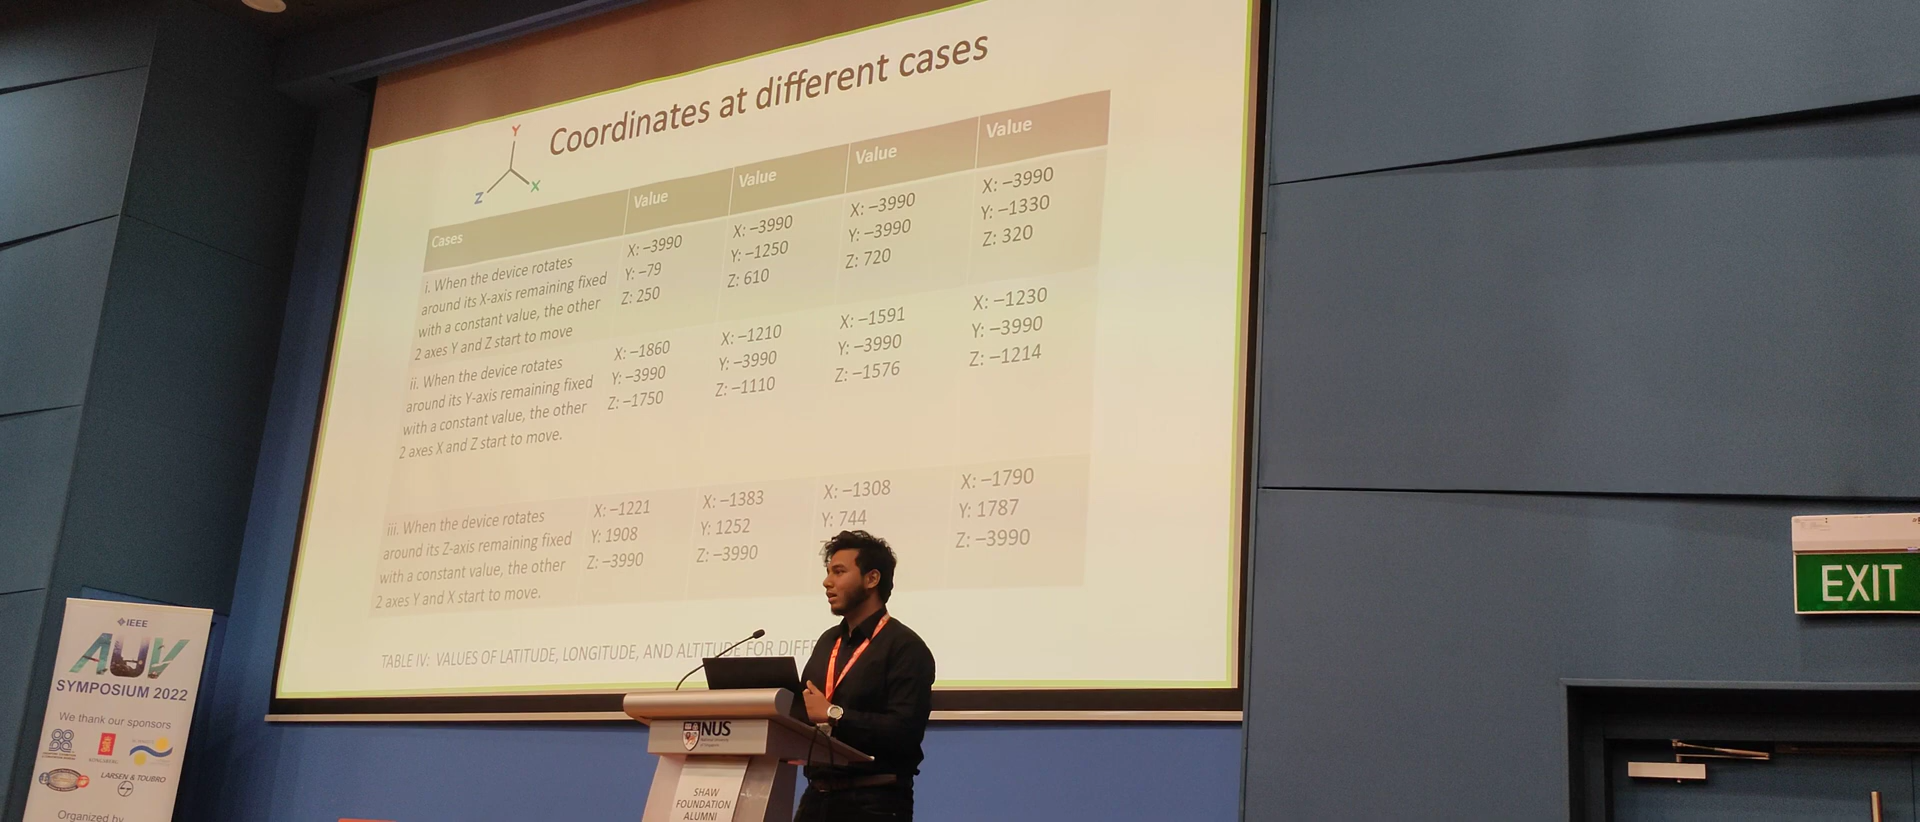 Coordinates at different cases
Y
Z
X
Cases
Value
Value
Value
Value
i. When the device rotates
around its X-axis remaining fixed
with a constant value, the other
2 axes Y and Z start to move
X: –3990
Y: –79
Z: 250
X: –3990
Y: –1250
Z: 610
X: –3990
Y: –3990
Z: 720
X: –3990
Y: –1330
Z: 320
ii. When the device rotates
around its Y-axis remaining fixed
with a constant value, the other
2 axes X and Z start to move.
X: –1860
Y: –3990
Z: –1750
X: –1210
Y: –3990
Z: –1110
X: –1591
Y: –3990
Z: –1576
X: –1230
Y: –3990
Z: –1214
iii. When the device rotates
around its Z-axis remaining fixed
with a constant value, the other
2 axes Y and X start to move.
X: –1221
Y: 1908
Z: –3990
X: –1383
Y: 1252
Z: –3990
X: –1308
Y: 744
X: –1790
Y: 1787
Z: –3990
TABLE IV: VALUES OF LATITUDE, LONGITUDE, AND ALTITUDE FOR DIFF
IEEE
AUV
SYMPOSIUM 2022
We thank our sponsors
KONGSBERG
LARSEN & TOUBRO
Organized by
NUS
National University
of Singapore
SHAW
FOUNDATION
ALUMNI
EXIT